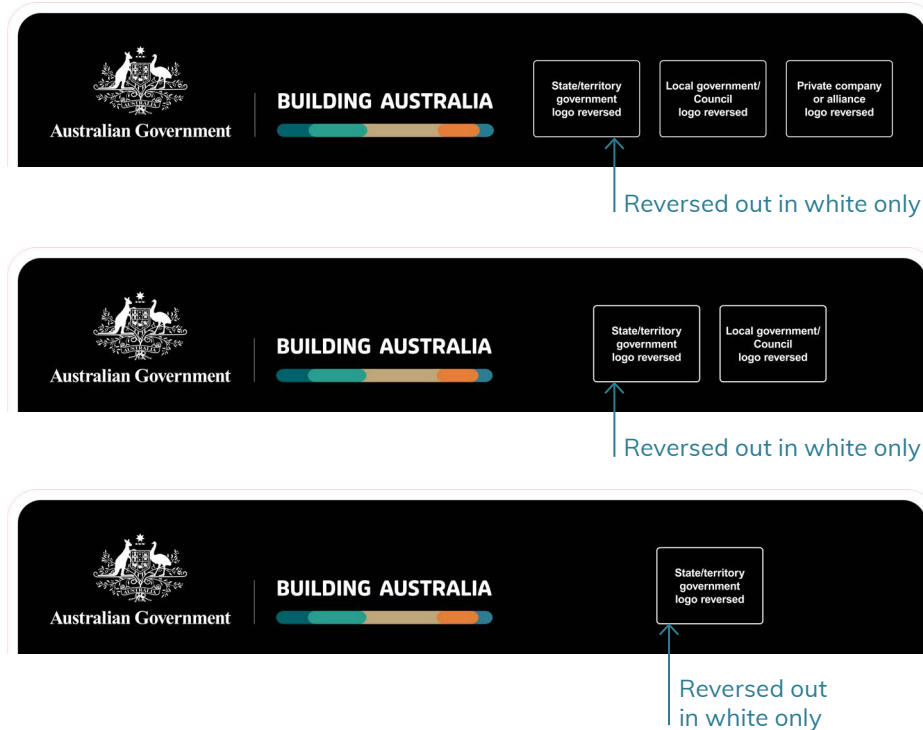 Australian Government
BUILDING AUSTRALIA
State/territory
government
logo reversed
Local government/
Council
logo reversed
Private company
or alliance
logo reversed
Reversed out in white only
Australian Government
BUILDING AUSTRALIA
State/territory
government
logo reversed
Local government/
Council
logo reversed
Reversed out in white only
Australian Government
BUILDING AUSTRALIA
State/territory
government
logo reversed
Reversed out
in white only